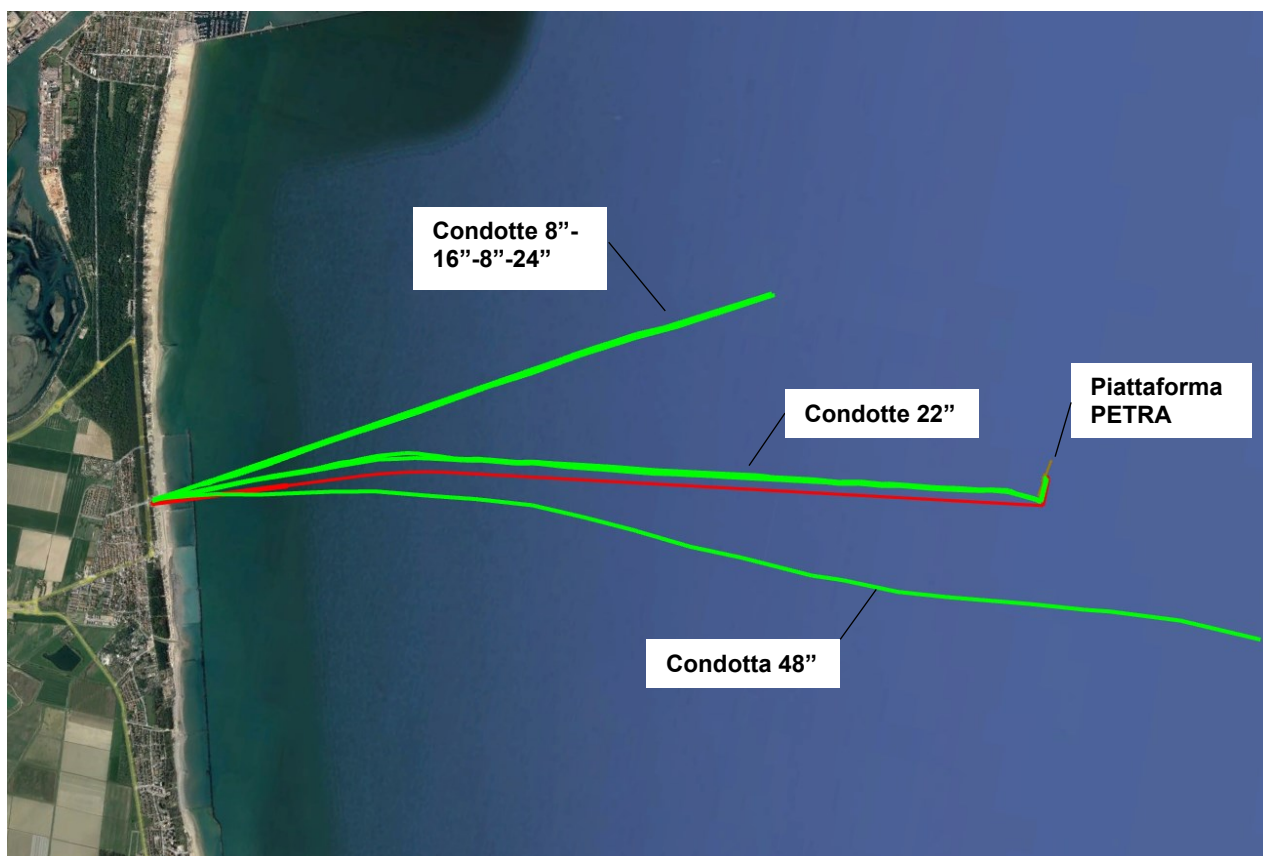 Condotte 8”-
16”-8”-24”
Condotte 22”
Piattaforma
PETRA
Condotta 48”